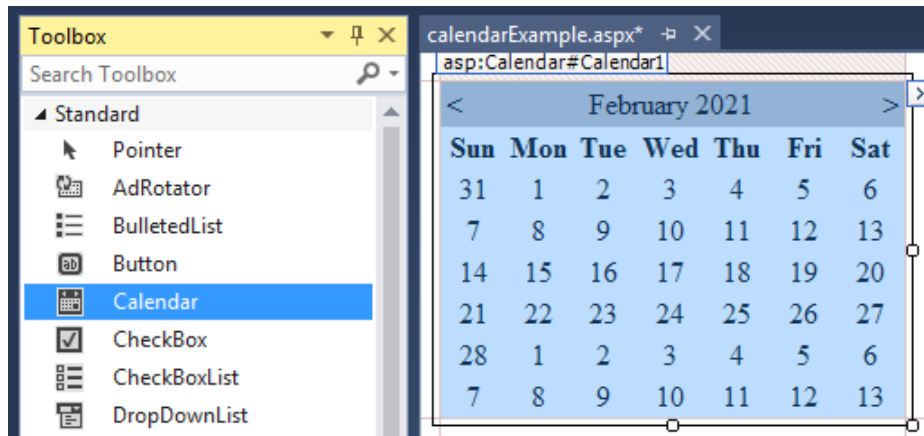 Toolbox
Search Toolbox
Standard
Pointer
AdRotator
BulletedList
Button
Calendar
CheckBox
CheckBoxList
DropDownList
calendarExample.aspx*
asp:Calendar#Calendar1
< February 2021 >
Sun Mon Tue Wed Thu Fri Sat
31 1 2 3 4 5 6
7 8 9 10 11 12 13
14 15 16 17 18 19 20
21 22 23 24 25 26 27
28 1 2 3 4 5 6
7 8 9 10 11 12 13